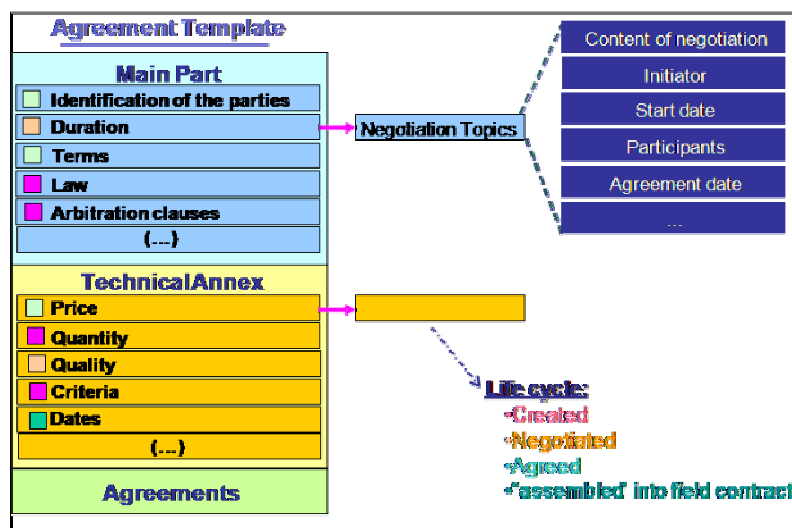 Agreement Template
Main Part
Identification of the parties
Duration
Terms
Law
Arbitration clauses
(...)
Technical Annex
Price
Quantity
Quality
Criteria
Dates
(...)
Agreements
Negotiation Topics
Content of negotiation
Initiator
Start date
Participants
Agreement date
...
Life cycle:
•Created
•Negotiated
•Agreed
•"assembled" into field contract